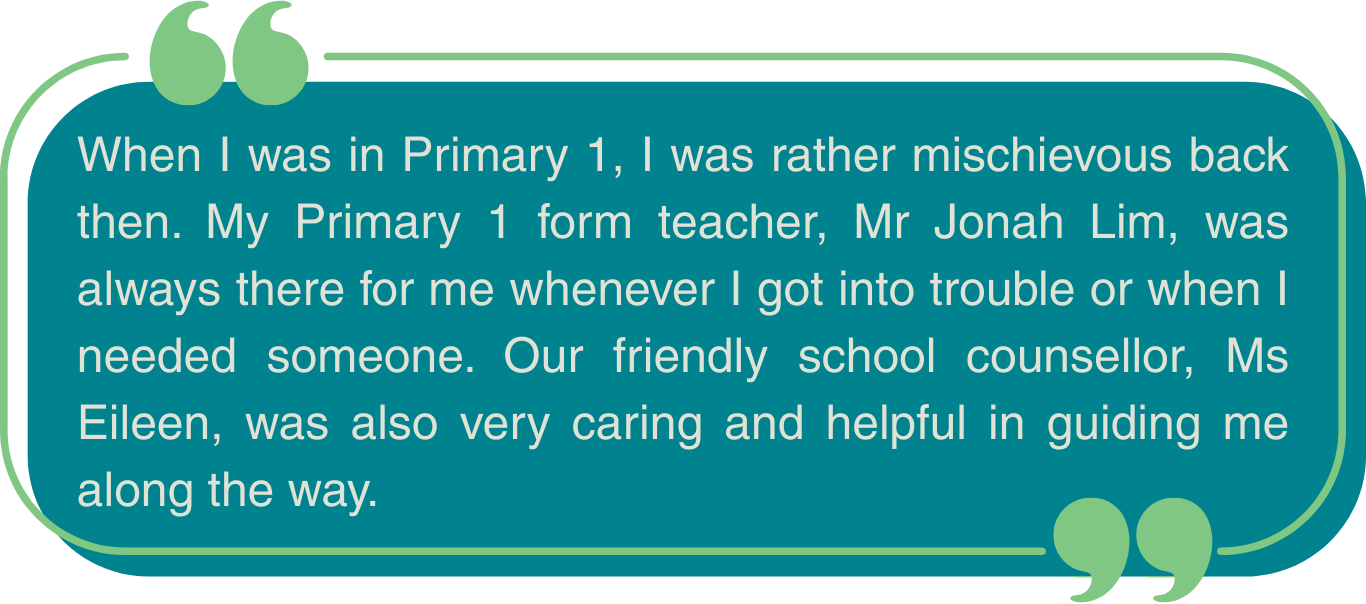 When I was in Primary 1, I was rather mischievous back
then. My Primary 1 form teacher, Mr Jonah Lim, was
always there for me whenever I got into trouble or when I
needed someone. Our friendly school counsellor, Ms
Eileen, was also very caring and helpful in guiding me
along the way.